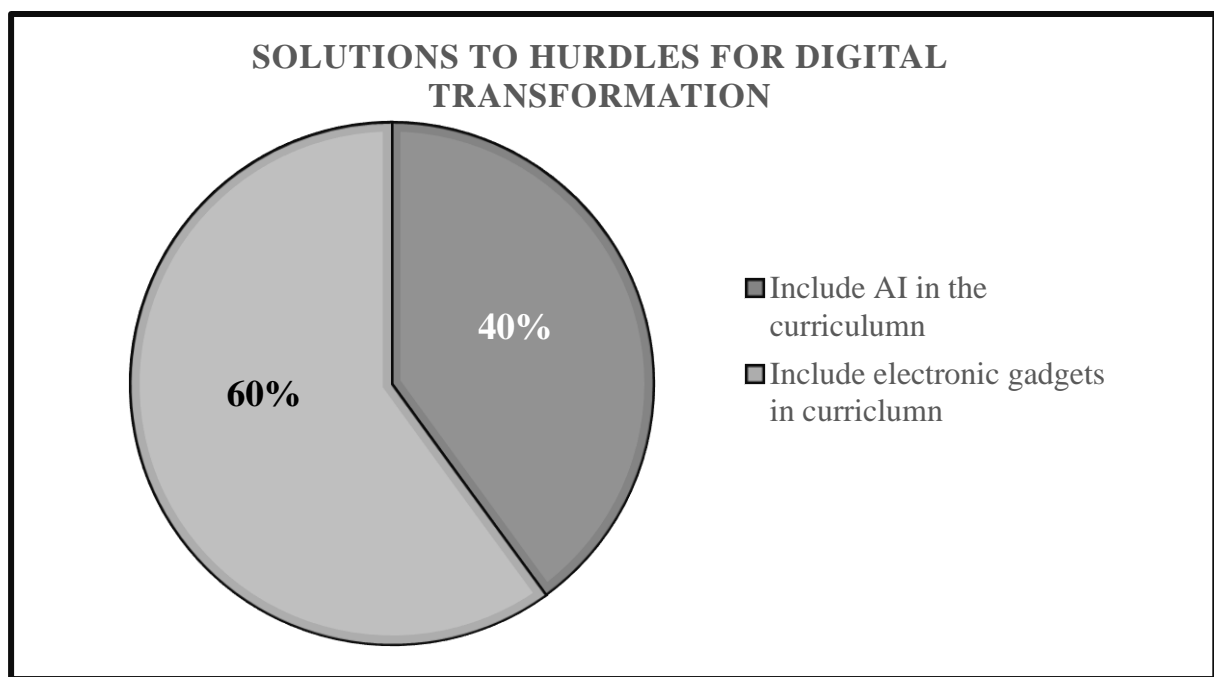 SOLUTIONS TO HURDLES FOR DIGITAL
TRANSFORMATION
40%
60%
Include AI in the
curriculumn
Include electronic gadgets
in curriclumn